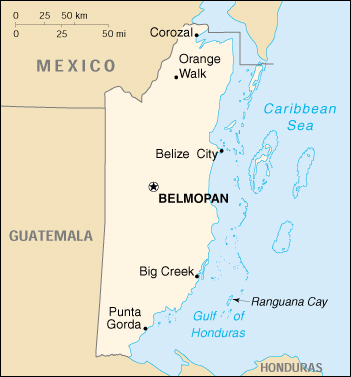 0 25 50 km
0 25 50 mi
Corozal
MEXICO
Orange
Walk
Caribbean
Sea
Belize City
BELMOPAN
GUATEMALA
Big Creek
Ranguana Cay
Punta
Gorda
Gulf of
Honduras
HONDURAS